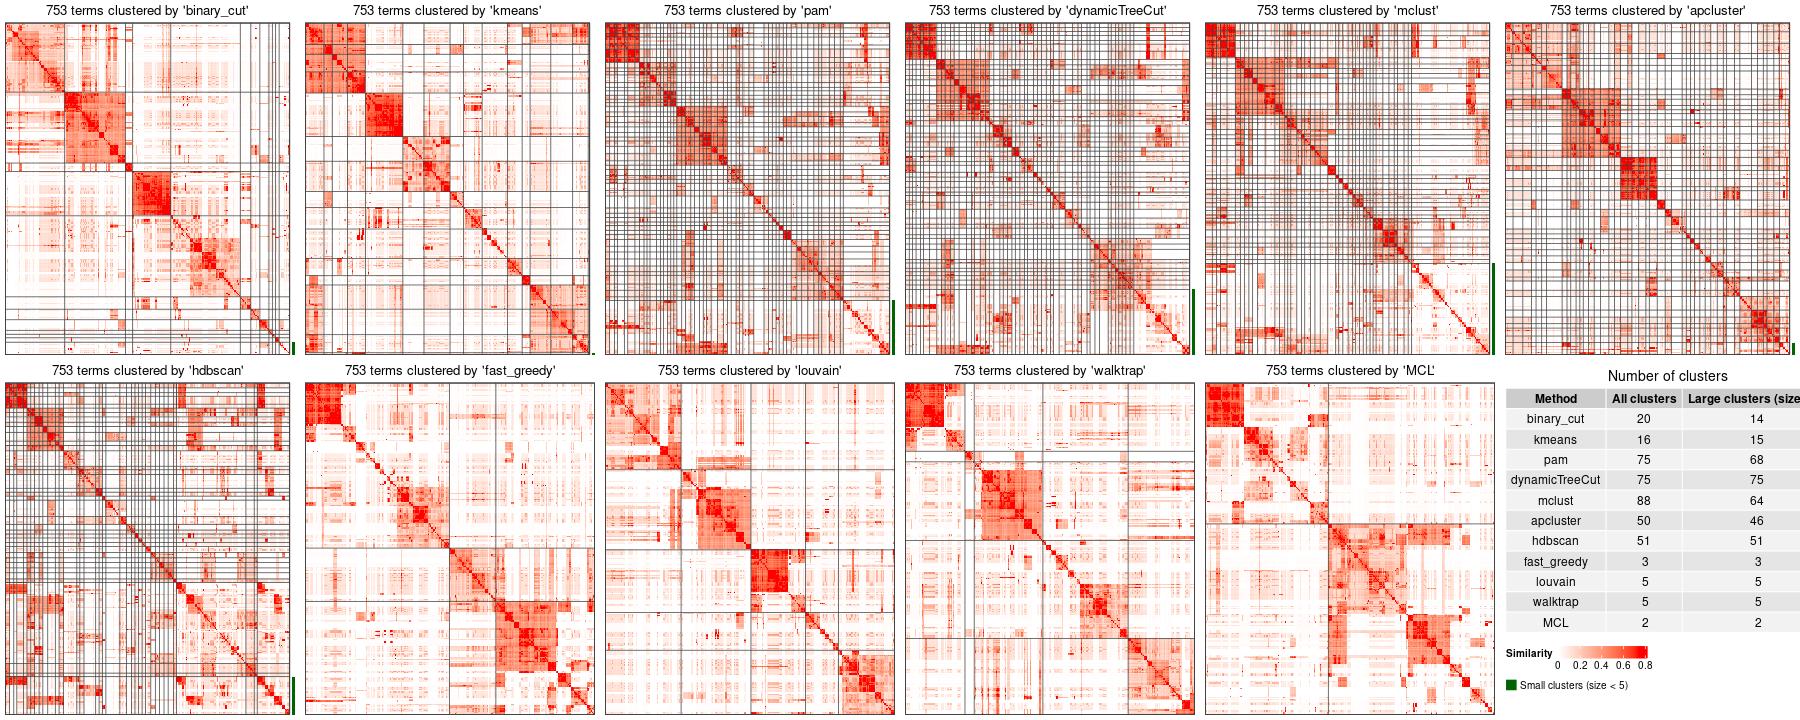 753 terms clustered by 'binary_cut'
753 terms clustered by 'kmeans'
753 terms clustered by 'pam'
753 terms clustered by 'dynamicTreeCut'
753 terms clustered by 'mclust'
753 terms clustered by 'apcluster'
753 terms clustered by 'hdbscan'
753 terms clustered by 'fast_greedy'
753 terms clustered by 'louvain'
753 terms clustered by 'walktrap'
753 terms clustered by 'MCL'
Number of clusters
Method All clusters Large clusters (size
binary_cut 20 14
kmeans 16 15
pam 75 68
dynamicTreeCut 75 75
mclust 88 64
apcluster 50 46
hdbscan 51 51
fast_greedy 3 3
louvain 5 5
walktrap 5 5
MCL 2 2
Similarity
0 0.2 0.4 0.6 0.8
Small clusters (size < 5)